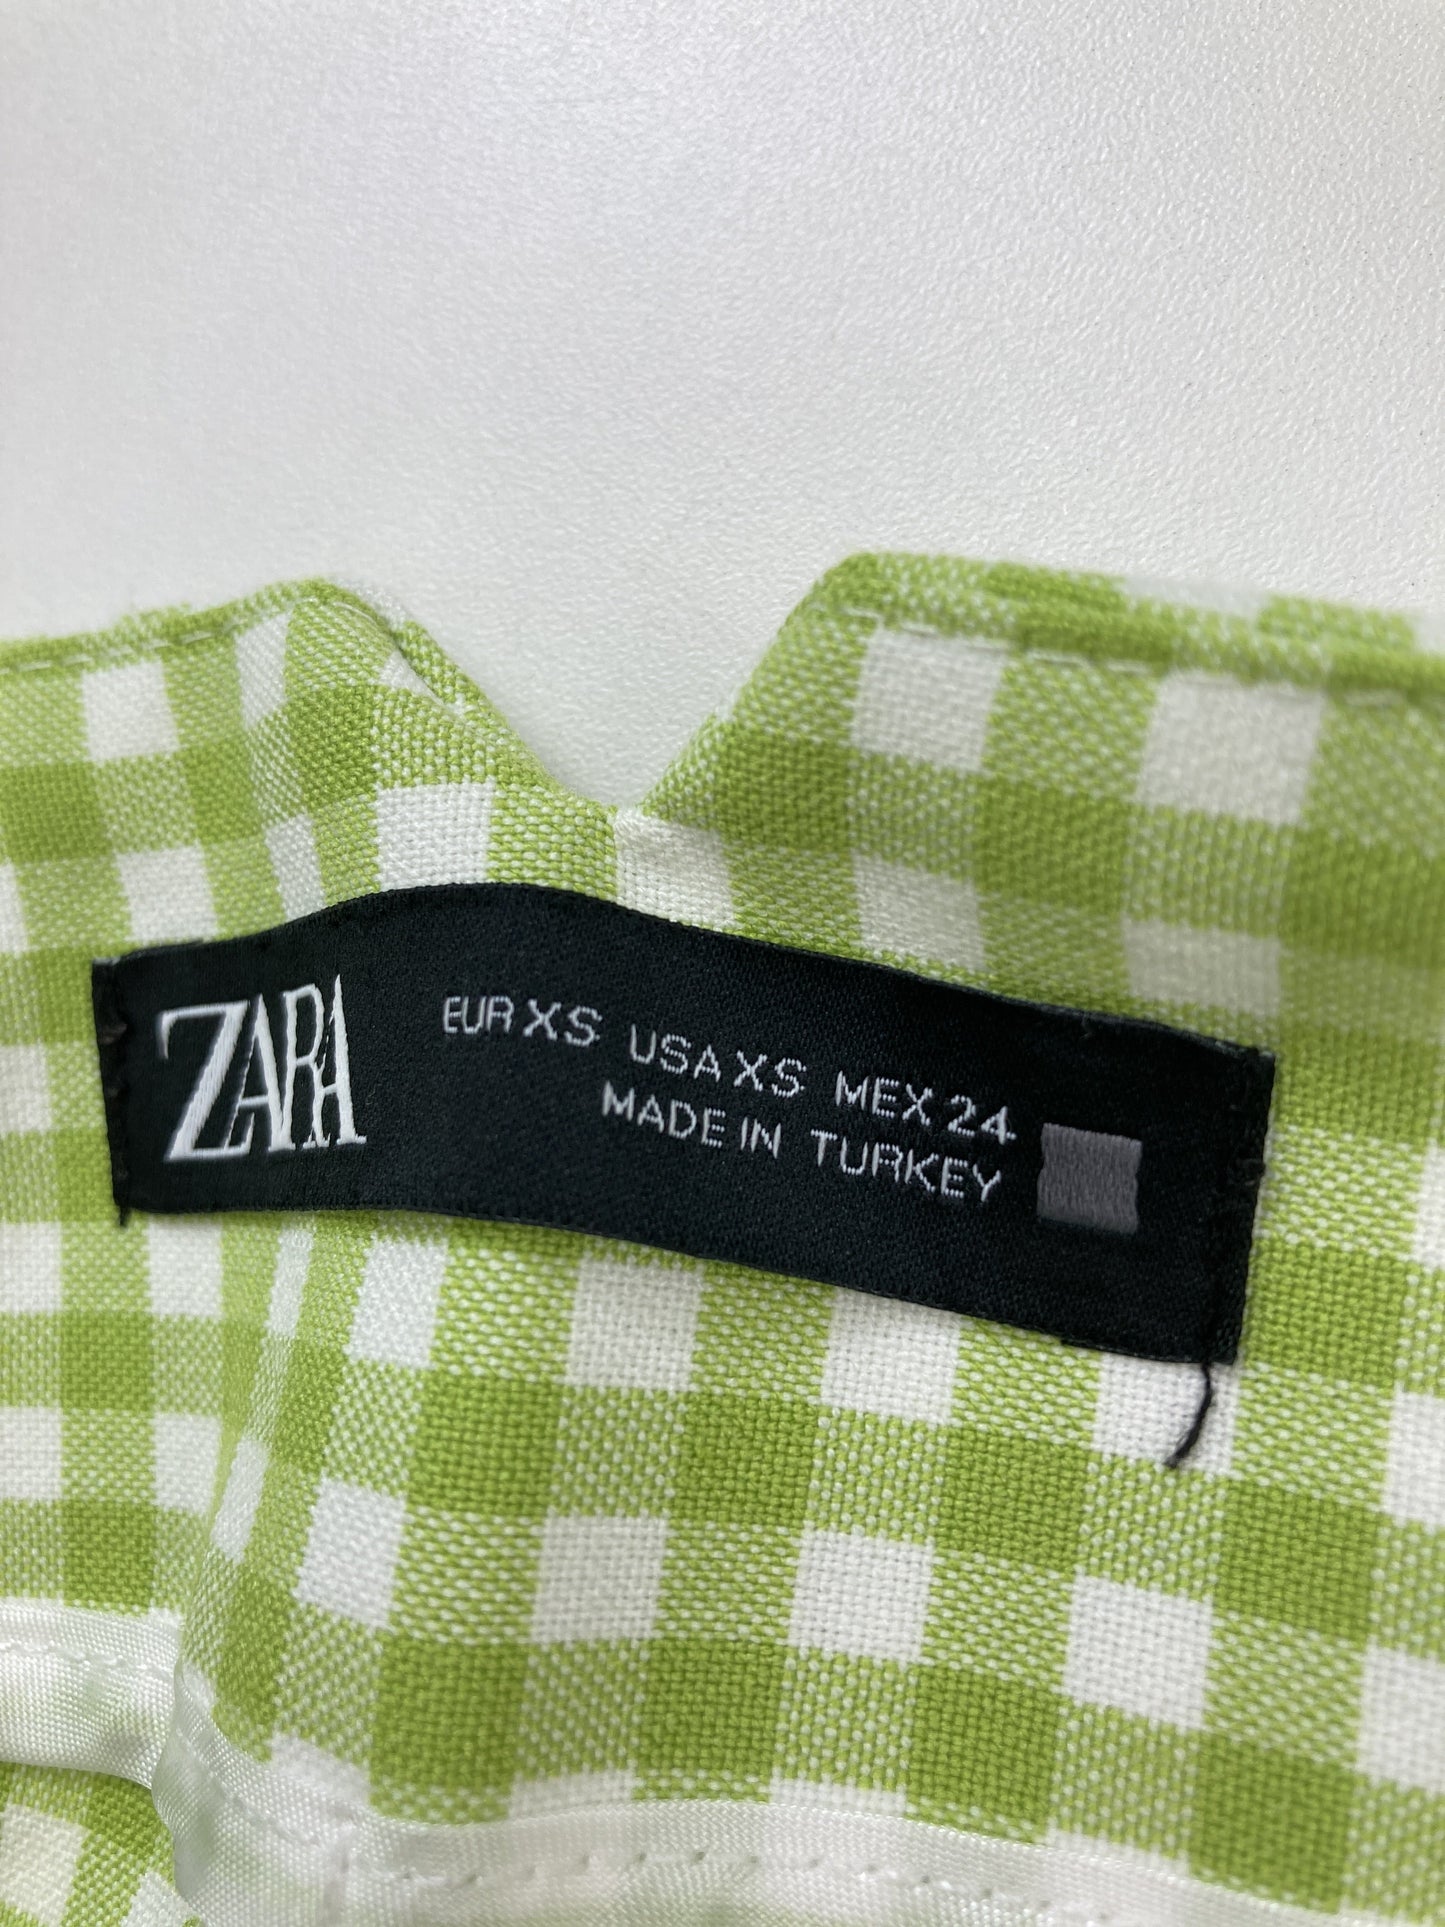 ZARA
EUR XS USA XS MEX 24
MADE IN TURKEY